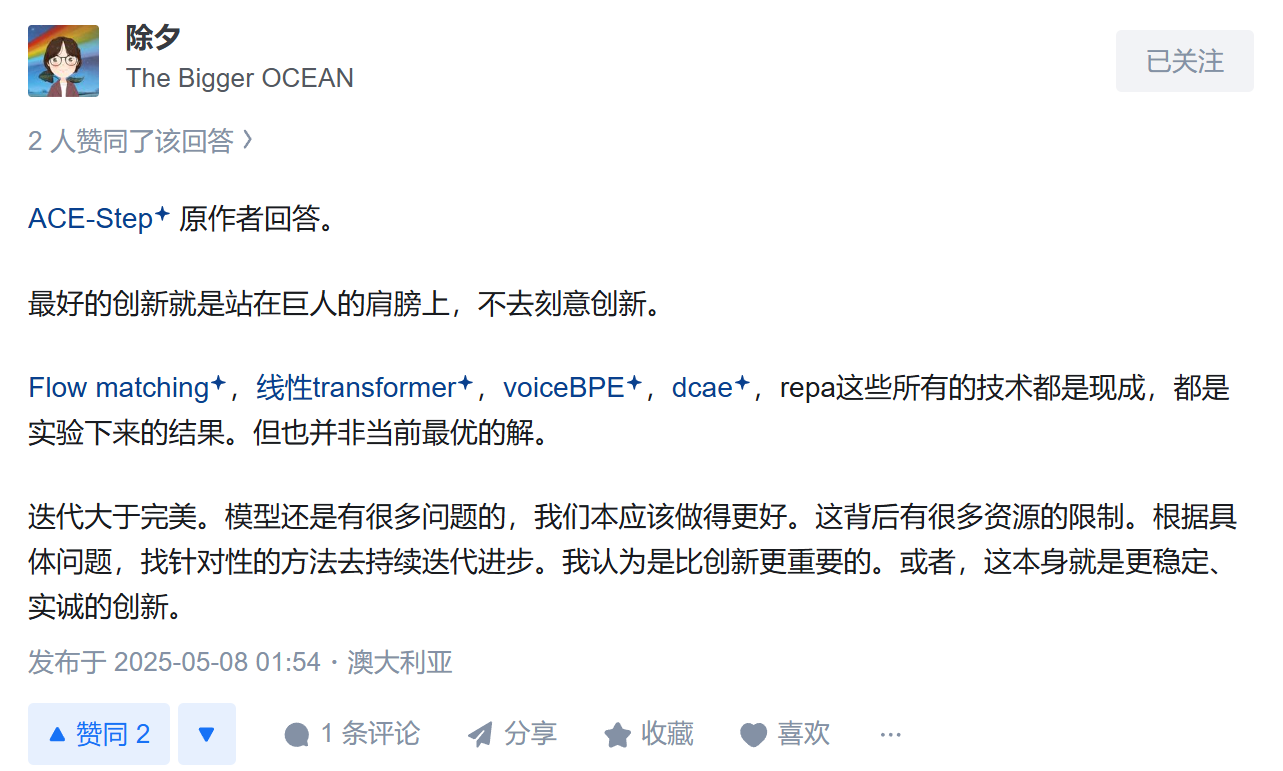 除夕
The Bigger OCEAN
已关注
2 人赞同了该回答 ›
ACE-Step 原作者回答。
最好的创新就是站在巨人的肩膀上，不去刻意创新。
Flow matching，线性transformer，voiceBPE，dcae，repa这些所有的技术都是现成，都是
实验下来的结果。但也并非当前最优的解。
迭代大于完美。模型还是有很多问题的，我们本应该做得更好。这背后有很多资源的限制。根据具
体问题，找针对性的方法去持续迭代进步。我认为是比创新更重要的。或者，这本身就是更稳定、
实诚的创新。
发布于 2025-05-08 01:54・澳大利亚
赞同 2
1 条评论
分享
收藏
喜欢